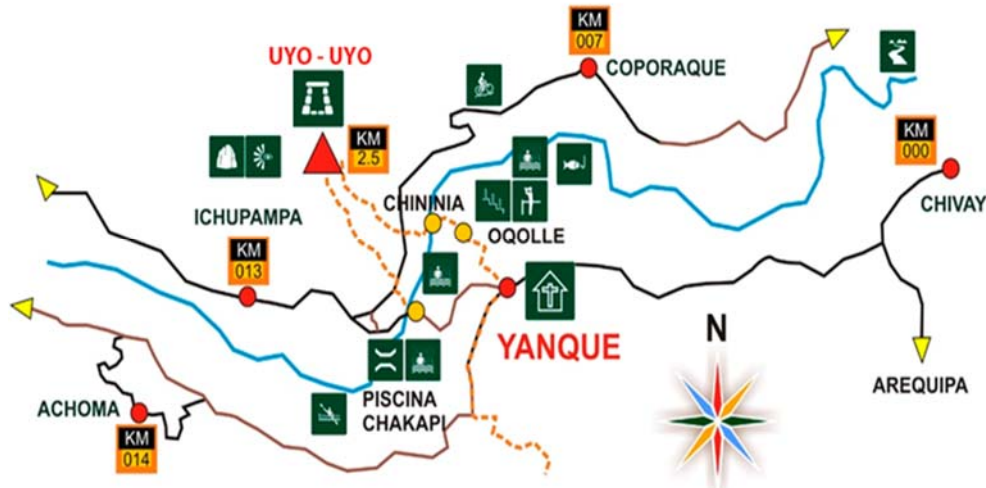 KM
007
COPORAQUE
UYO - UYO
KM
2.5
KM
000
CHIVAY
CHININIA
OQOLLE
ICHUPAMPA
KM
013
YANQUE
N
AREQUIPA
PISCINA
CHAKAPI
ACHOMA
KM
014